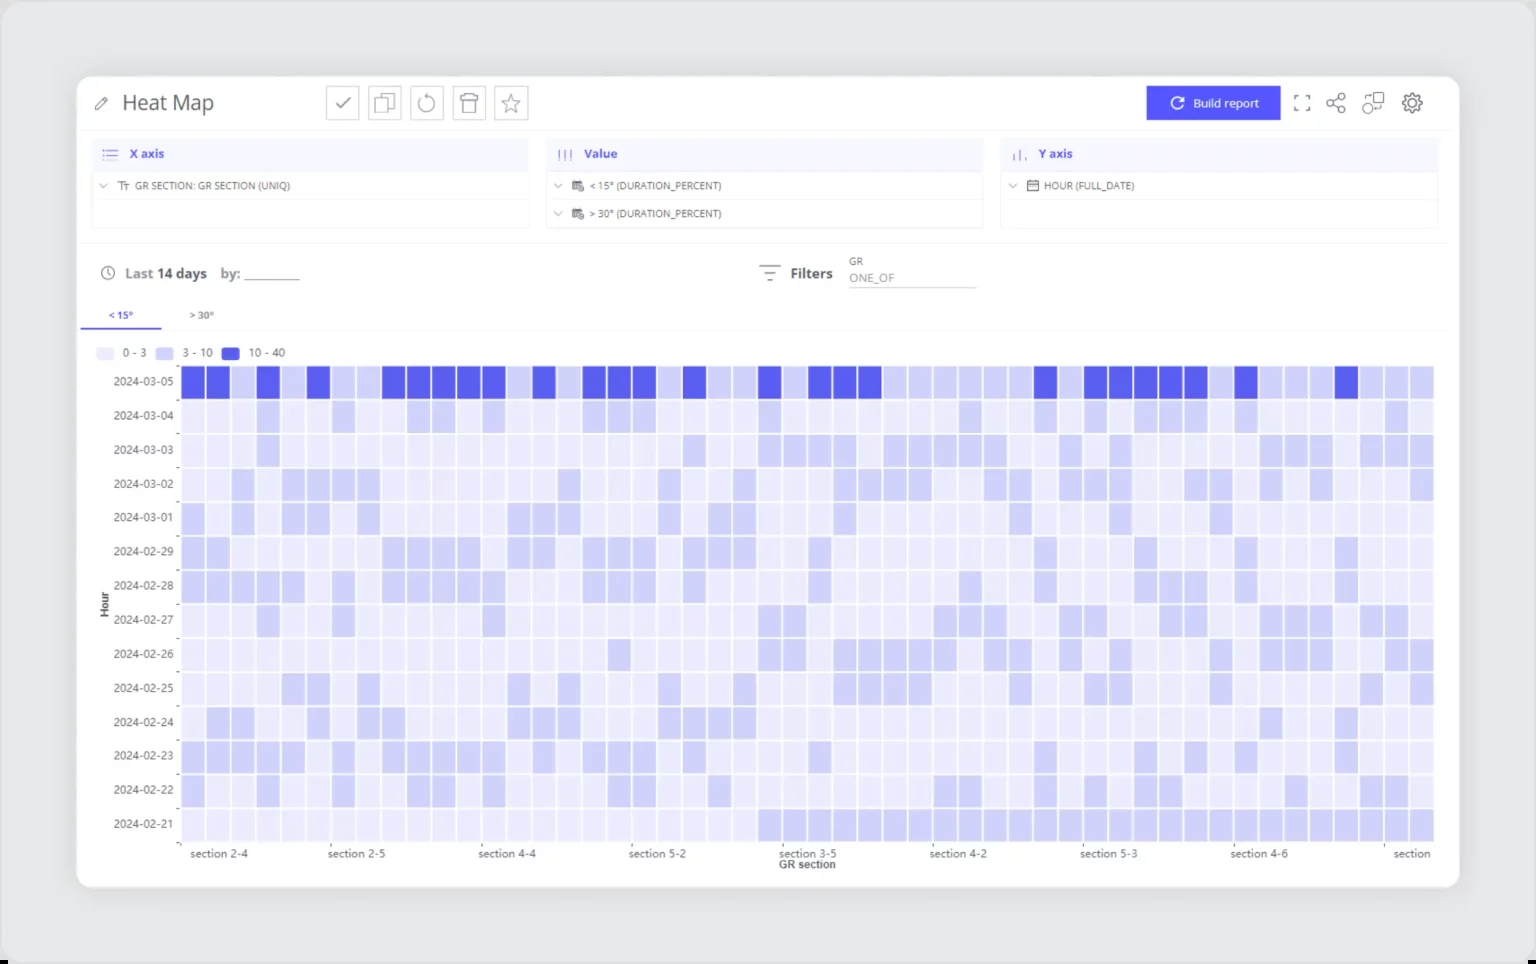 Heat Map
Build report
X axis
Value
Y axis
GR SECTION: GR SECTION (UNIQ)
< 15° (DURATION_PERCENT)
HOUR (FULL_DATE)
> 30° (DURATION_PERCENT)
Last 14 days by:
Filters
GR
ONE_OF
< 15°
> 30°
0 - 3
3 - 10
10 - 40
2024-03-05
2024-03-04
2024-03-03
2024-03-02
2024-03-01
2024-02-29
2024-02-28
2024-02-27
2024-02-26
2024-02-25
2024-02-24
2024-02-23
2024-02-22
2024-02-21
Hour
section 2-4
section 2-5
section 4-4
section 5-2
section 3-5
section 4-2
section 5-3
section 4-6
section
GR section